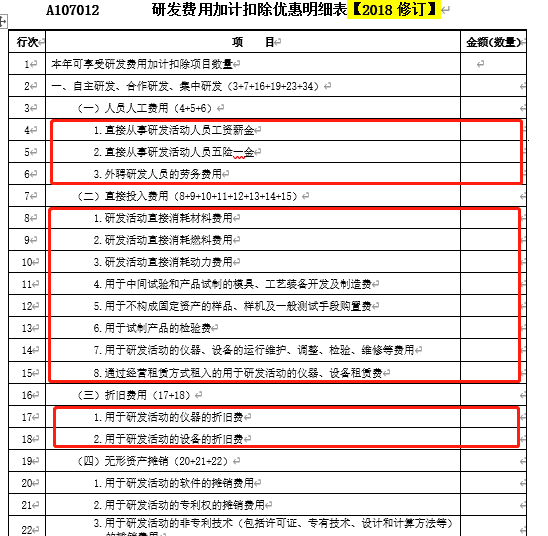 A107012 研发费用加计扣除优惠明细表【2018 修订】
行次 项 目 金额(数量)
1 本年可享受研发费用加计扣除项目数量
2 一、自主研发、合作研发、集中研发（3+7+16+19+23+34）
3 （一）人员人工费用（4+5+6）
4 1.直接从事研发活动人员工资薪金
5 2.直接从事研发活动人员五险一金
6 3.外聘研发人员的劳务费用
7 （二）直接投入费用（8+9+10+11+12+13+14+15）
8 1.研发活动直接消耗材料费用
9 2.研发活动直接消耗燃料费用
10 3.研发活动直接消耗动力费用
11 4.用于中间试验和产品试制的模具、工艺装备开发及制造费
12 5.用于不构成固定资产的样品、样机及一般测试手段购置费
13 6.用于试制产品的检验费
14 7.用于研发活动的仪器、设备的运行维护、调整、检验、维修等费用
15 8.通过经营租赁方式租入的用于研发活动的仪器、设备租赁费
16 （三）折旧费用（17+18）
17 1.用于研发活动的仪器的折旧费
18 2.用于研发活动的设备的折旧费
19 （四）无形资产摊销（20+21+22）
20 1.用于研发活动的软件的摊销费用
21 2.用于研发活动的专利权的摊销费用
22 3.用于研发活动的非专利技术（包括许可证、专有技术、设计和计算方法等）